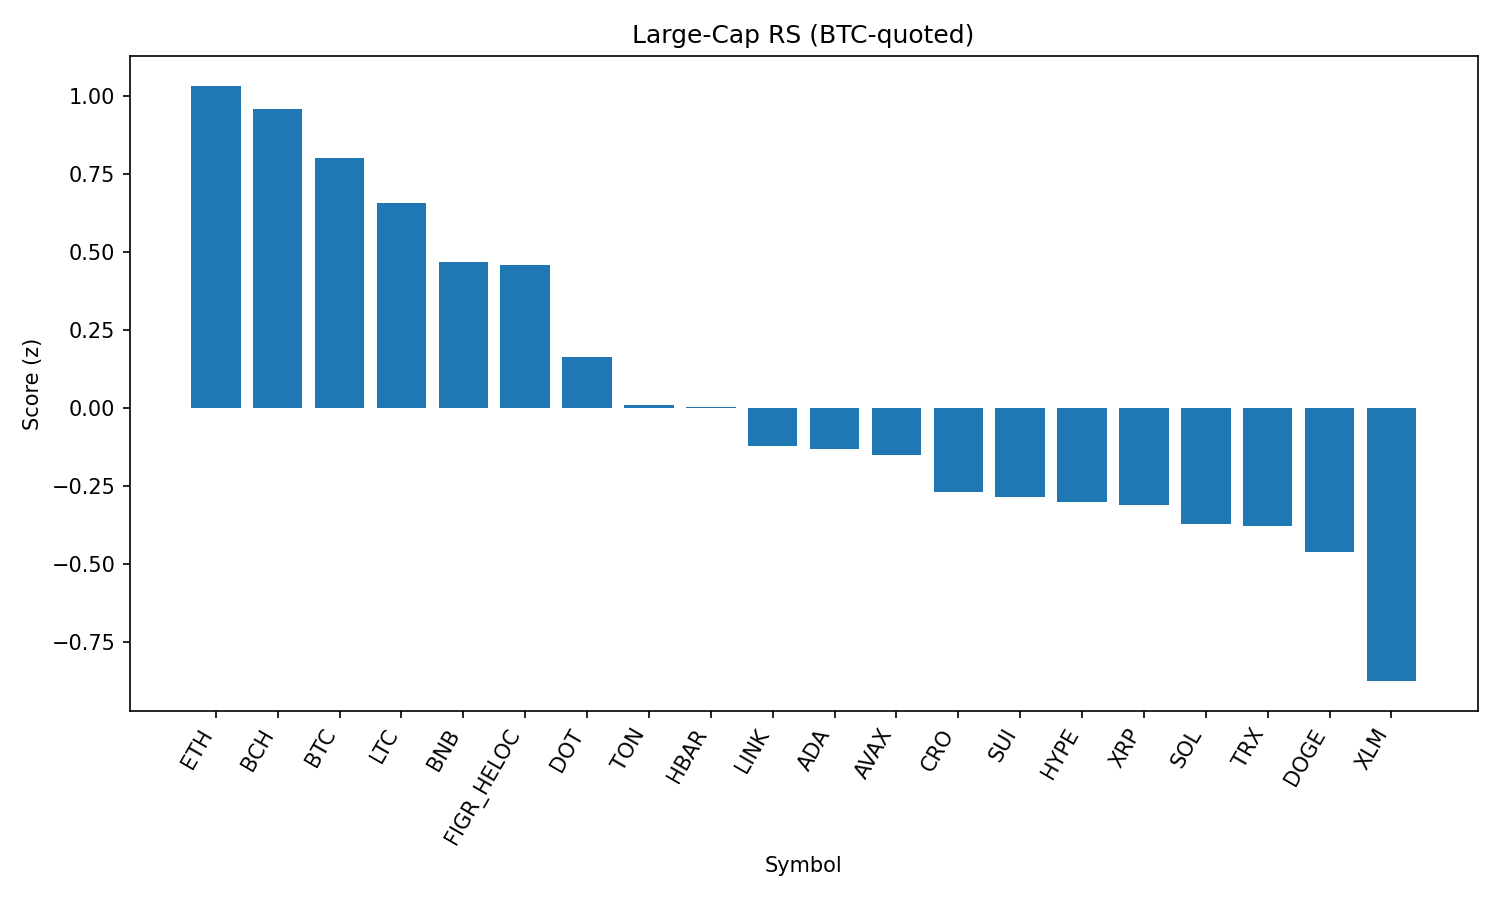 Large-Cap RS (BTC-quoted)
Score (z)
1.00
0.75
0.50
0.25
0.00
−0.25
−0.50
−0.75
ETH
BCH
BTC
LTC
BNB
FIGR_HELOC
DOT
TON
HBAR
LINK
ADA
AVAX
CRO
SUI
HYPE
XRP
SOL
TRX
DOGE
XLM
Symbol